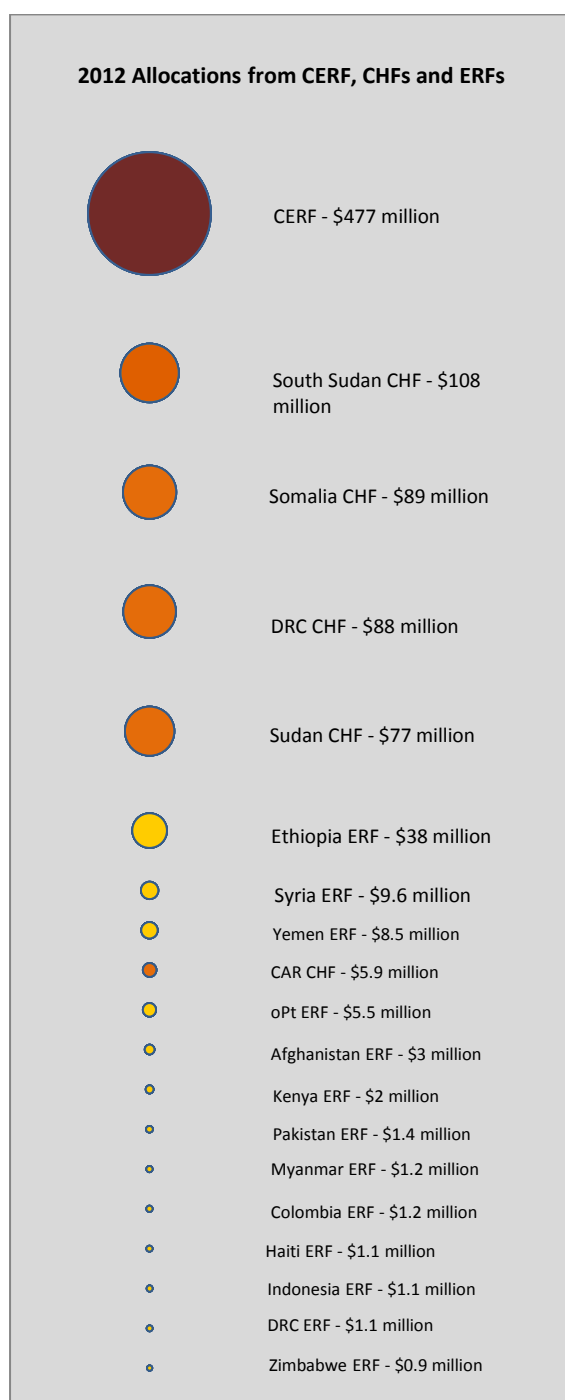 2012 Allocations from CERF, CHFs and ERFs
CERF - $477 million
South Sudan CHF - $108
million
Somalia CHF - $89 million
DRC CHF - $88 million
Sudan CHF - $77 million
Ethiopia ERF - $38 million
Syria ERF - $9.6 million
Yemen ERF - $8.5 million
CAR CHF - $5.9 million
oPt ERF - $5.5 million
Afghanistan ERF - $3 million
Kenya ERF - $2 million
Pakistan ERF - $1.4 million
Myanmar ERF - $1.2 million
Colombia ERF - $1.2 million
Haiti ERF - $1.1 million
Indonesia ERF - $1.1 million
DRC ERF - $1.1 million
Zimbabwe ERF - $0.9 million